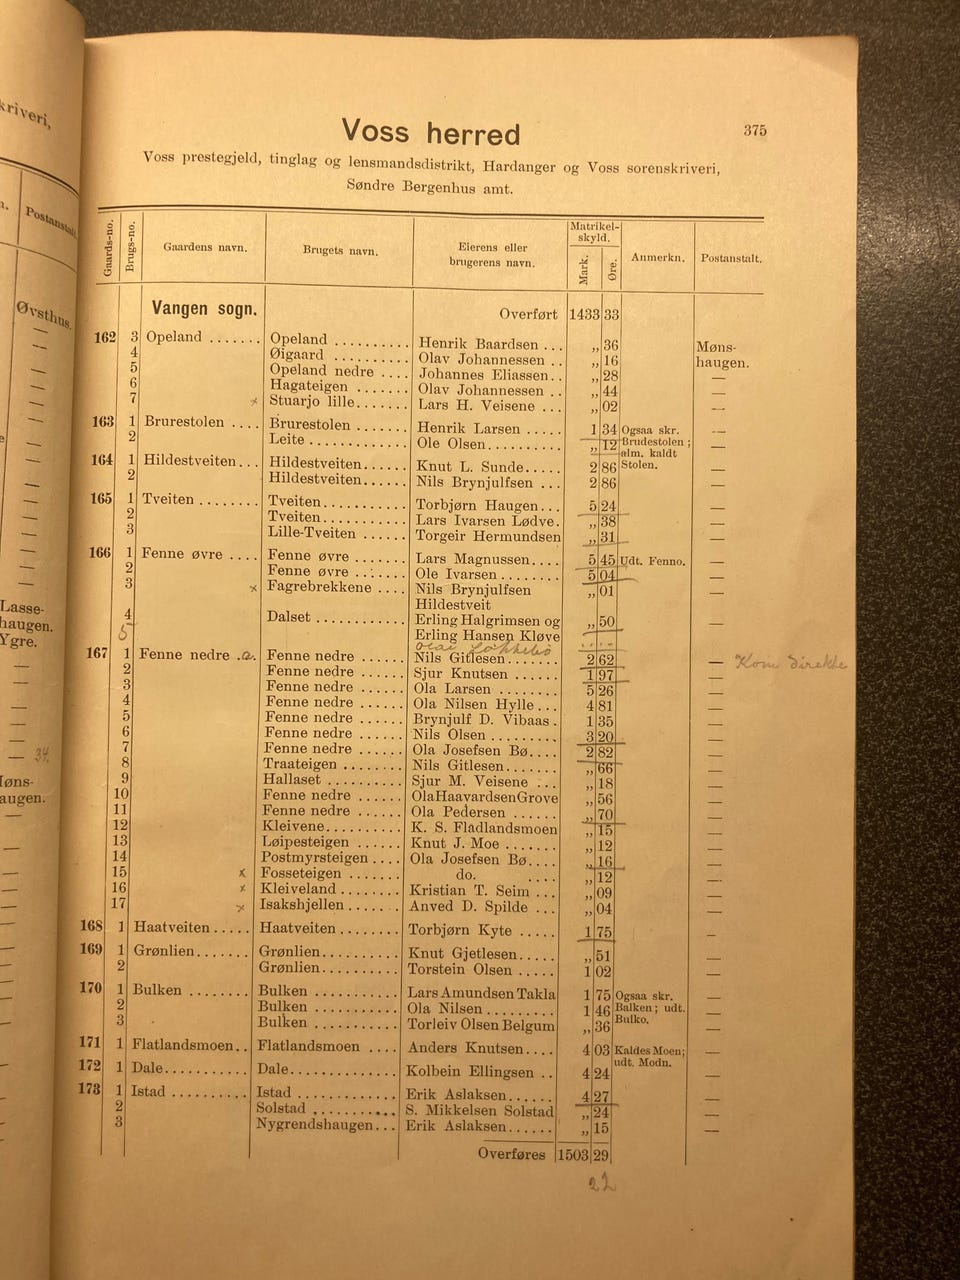 kriveri,
Postanstalt.
Øvsthus.
Lasse-
haugen.
Ygre.
34.
augen.
Voss herred
375
Voss prestegjeld, tinglag og lensmandsdistrikt, Hardanger og Voss sorenskriveri,
Søndre Bergenhus amt.
Gaards-no. Brugs-no. Gaardens navn. Brugets navn. Eierens eller brugerens navn. Matrikel-skyld. Mark. Øre. Anmerkn. Postanstalt.
Vangen sogn. Overført 1433 33
162 3 Opeland ....... Opeland .......... Henrik Baardsen ... „ 36 Møns-
4 Øigaard .......... Olav Johannessen .. „ 16 haugen.
5 Opeland nedre .... Johannes Eliassen.. „ 28 —
6 Hagateigen ....... Olav Johannessen .. „ 44 —
7 × Stuarjo lille....... Lars H. Veisene ... „ 02 —
163 1 Brurestolen .... Brurestolen ....... Henrik Larsen ..... 1 34 Ogsaa skr. —
2 Leite ............ Ole Olsen.......... „ 12 Brudestolen; —
alm. kaldt
164 1 Hildestveiten... Hildestveiten...... Knut L. Sunde..... 2 86 Stolen. —
2 Hildestveiten...... Nils Brynjulfsen ... 2 86 —
165 1 Tveiten ........ Tveiten........... Torbjørn Haugen... 5 24 —
2 Tveiten........... Lars Ivarsen Lødve. „ 38 —
3 Lille-Tveiten ...... Torgeir Hermundsen „ 31 —
166 1 Fenne øvre .... Fenne øvre ....... Lars Magnussen.... 5 45 Udt. Fenno. —
2 Fenne øvre ....... Ole Ivarsen ........ 5 04 —
3 × Fagrebrekkene .... Nils Brynjulfsen „ 01 —
Hildestveit
4 Dalset ............ Erling Halgrimsen og „ 50 —
5 Erling Hansen Kløve
167 1 Fenne nedre .a. Fenne nedre ...... Nils Gitlesen....... 2 62 — Kom direkte
2 Fenne nedre ...... Sjur Knutsen ...... 1 97 —
3 Fenne nedre ...... Ola Larsen ........ 5 26 —
4 Fenne nedre ...... Ola Nilsen Hylle... 4 81 —
5 Fenne nedre ...... Brynjulf D. Vibaas. 1 35 —
6 Fenne nedre ...... Nils Olsen ......... 3 20 —
7 Fenne nedre ...... Ola Josefsen Bø.... 2 82 —
8 Traateigen ........ Nils Gitlesen....... „ 66 —
9 Hallaset .......... Sjur M. Veisene ... „ 18 —
10 Fenne nedre ...... Ola Haavardsen Grove „ 56 —
11 Fenne nedre ...... Ola Pedersen ...... „ 70 —
12 Kleivene.......... K. S. Fladlandsmoen „ 15 —
13 Løipesteigen ...... Knut J. Moe ....... „ 12 —
14 Postmyrsteigen .... Ola Josefsen Bø.... „ 16 —
15 × Fosseteigen ....... do. .... „ 12 —
16 × Kleiveland ........ Kristian T. Seim ... „ 09 —
17 × Isakshjellen....... Anved D. Spilde ... „ 04 —
168 1 Haatveiten ..... Haatveiten ........ Torbjørn Kyte ..... 1 75 —
169 1 Grønlien....... Grønlien.......... Knut Gjetlesen..... „ 51 —
2 Grønlien.......... Torstein Olsen ..... 1 02 —
170 1 Bulken ........ Bulken ........... Lars Amundsen Takla 1 75 Ogsaa skr. —
2 Bulken ........... Ola Nilsen ......... 1 46 Balken; udt. —
3 Bulken ........... Torleiv Olsen Belgum „ 36 Bulko. —
171 1 Flatlandsmoen.. Flatlandsmoen .... Anders Knutsen.... 4 03 Kaldes Moen; —
172 1 Dale........... Dale.............. Kolbein Ellingsen .. 4 24 udt. Modn. —
173 1 Istad .......... Istad ............. Erik Aslaksen...... 4 27 —
2 Solstad .......... S. Mikkelsen Solstad „ 24 —
3 Nygrendshaugen... Erik Aslaksen...... „ 15 —
Overføres 1503 29
22